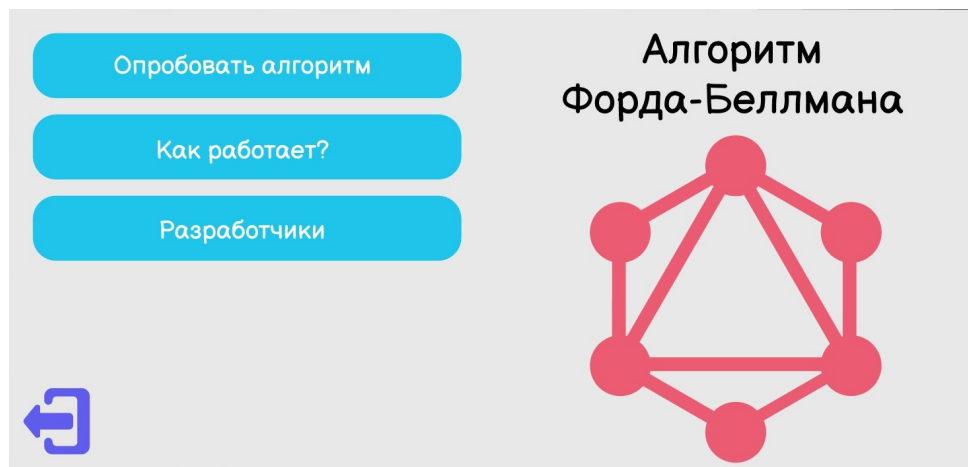 Опробовать алгоритм
Как работает?
Разработчики
Алгоритм
Форда-Беллмана